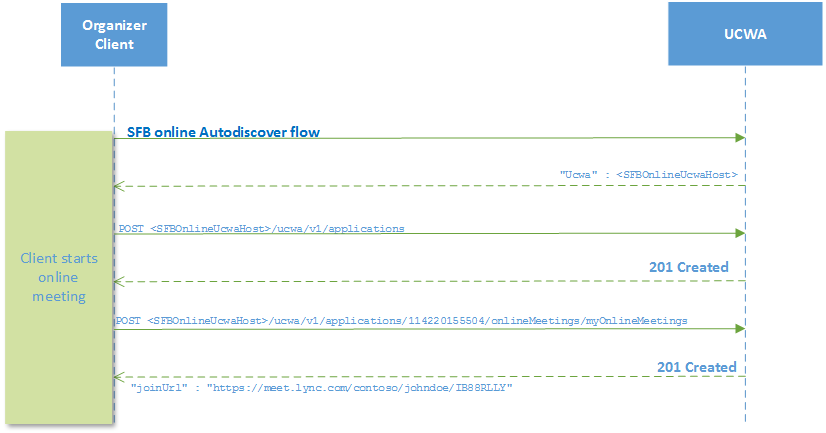 Organizer
Client
UCWA
SFB online Autodiscover flow
"Ucwa" : <SFBOnlineUcwaHost>
POST <SFBOnlineUcwaHost>/ucwa/v1/applications
Client starts
online
meeting
201 Created
POST <SFBOnlineUcwaHost>/ucwa/v1/applications/114220155504/onlineMeetings/myOnlineMeetings
201 Created
"joinUrl" : "https://meet.lync.com/contoso/johndoe/IB88RLLY"